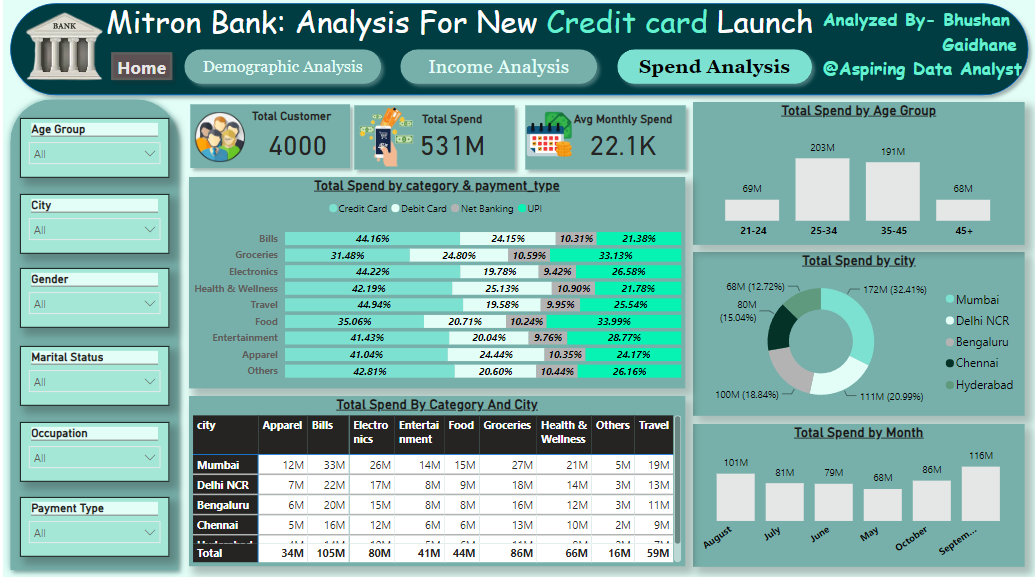 BANK
Mitron Bank: Analysis For New Credit card Launch
Analyzed By- Bhushan
Gaidhane
@Aspiring Data Analyst
Home
Demographic Analysis
Income Analysis
Spend Analysis
Age Group
All
City
All
Gender
All
Marital Status
All
Occupation
All
Payment Type
All
Total Customer
4000
Total Spend
531M
Avg Monthly Spend
22.1K
Total Spend by category & payment_type
Credit Card Debit Card Net Banking UPI
Bills 44.16% 24.15% 10.31% 21.38%
Groceries 31.48% 24.80% 10.59% 33.13%
Electronics 44.22% 19.78% 9.42% 26.58%
Health & Wellness 42.19% 25.13% 10.90% 21.78%
Travel 44.94% 19.58% 9.95% 25.54%
Food 35.06% 20.71% 10.24% 33.99%
Entertainment 41.43% 20.04% 9.76% 28.77%
Apparel 41.04% 24.44% 10.35% 24.17%
Others 42.81% 20.60% 10.44% 26.16%
Total Spend By Category And City
city Apparel Bills Electro Entertai Food Groceries Health & Others Travel
nics nment Wellness
Mumbai 12M 33M 26M 14M 15M 27M 21M 5M 19M
Delhi NCR 7M 22M 17M 8M 9M 18M 14M 3M 13M
Bengaluru 6M 20M 15M 8M 8M 16M 12M 3M 11M
Chennai 5M 16M 12M 6M 6M 13M 10M 2M 9M
Total 34M 105M 80M 41M 44M 86M 66M 16M 59M
Total Spend by Age Group
69M 203M 191M 68M
21-24 25-34 35-45 45+
Total Spend by city
68M (12.72%)
172M (32.41%)
80M
(15.04%)
100M (18.84%)
111M (20.99%)
Mumbai
Delhi NCR
Bengaluru
Chennai
Hyderabad
Total Spend by Month
101M 81M 79M 68M 86M 116M
August July June May October Septem...